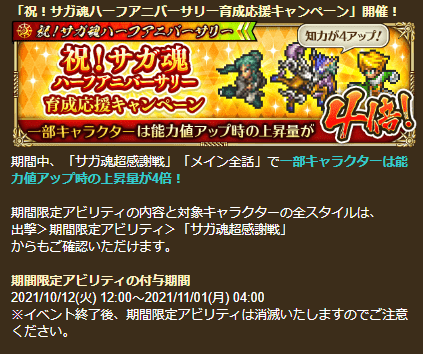 「祝！サガ魂ハーフアニバーサリー育成応援キャンペーン」開催！
祝！サガ魂ハーフアニバーサリー
知力が4アップ！
祝！サガ魂
ハーフアニバーサリー
育成応援キャンペーン
4倍！
一部キャラクターは能力値アップ時の上昇量が
期間中、「サガ魂超感謝戦」「メイン全話」で一部キャラクターは能
力値アップ時の上昇量が4倍！
期間限定アビリティの内容と対象キャラクターの全スタイルは、
出撃＞期間限定アビリティ＞「サガ魂超感謝戦」
からもご確認いただけます。
期間限定アビリティの付与期間
2021/10/12(火) 12:00～2021/11/01(月) 04:00
※イベント終了後、期間限定アビリティは消滅いたしますのでご注意
ください。